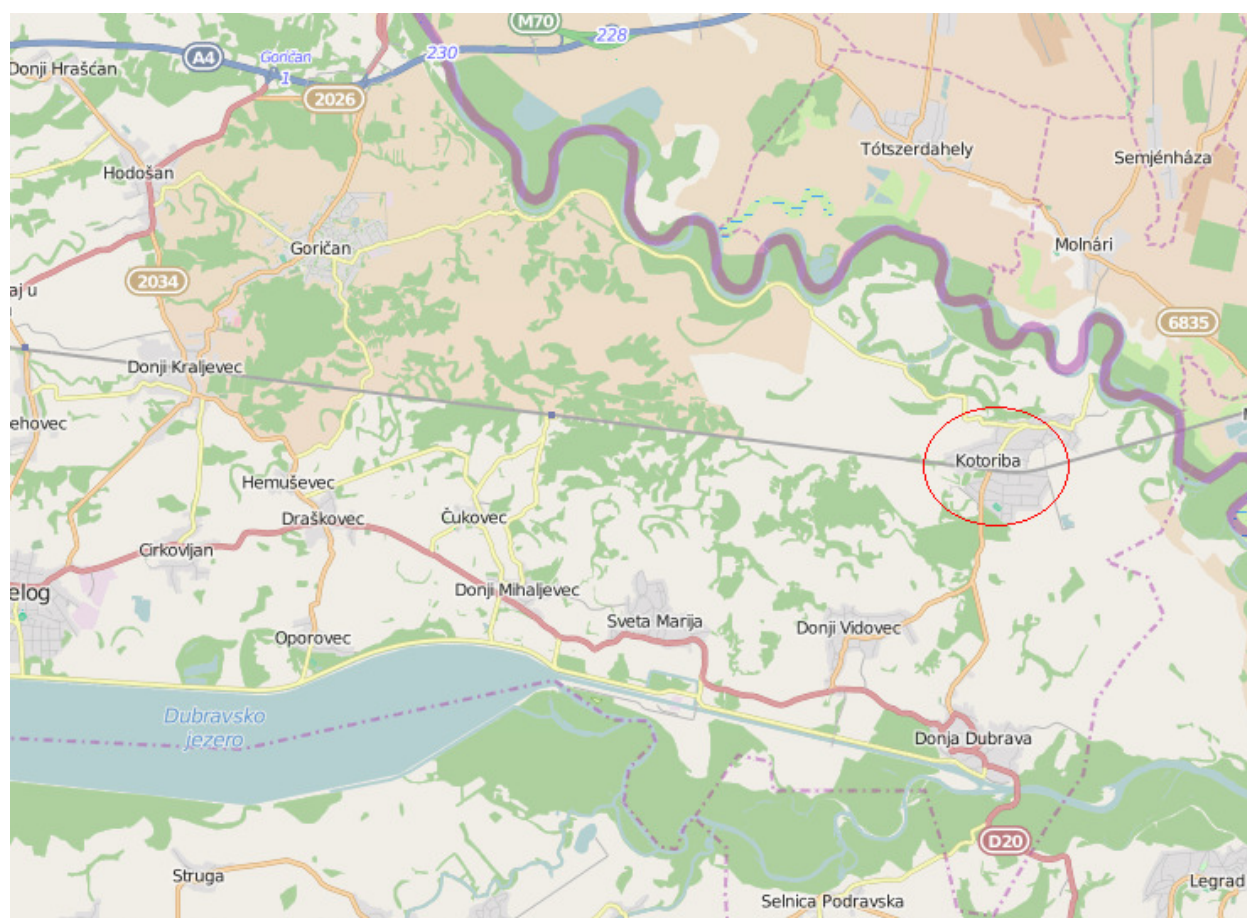 M70
228
230
A4
Goričan
I
Donji Hrašćan
2026
Tótszerdahely
Semjénháza
Hodošan
Goričan
Molnári
2034
aj u
6835
Donji Kraljevec
ehovec
Kotoriba
Hemuševec
Draškovec
Čukovec
Cirkovljan
elog
Donji Mihaljevec
Sveta Marija
Donji Vidovec
Oporovec
Dubravsko
jezero
Donja Dubrava
D20
Struga
Legrad
Selnica Podravska